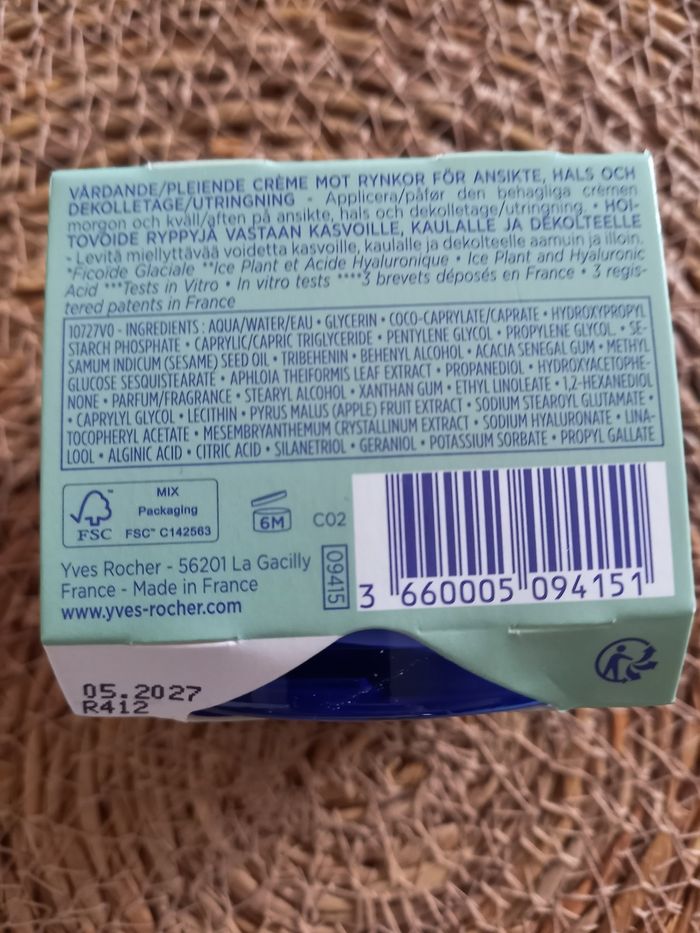 VÅRDANDE/PLEIENDE CRÈME MOT RYNKOR FÖR ANSIKTE, HALS OCH
DEKOLLETAGE/UTRINGNING - Applicera/påfør den behagliga crèmen
morgon och kväll/aften på ansikte, hals och dekolletage/utringning. • HOI-
TOVOIDE RYPPYJÄ VASTAAN KASVOILLE, KAULALLE JA DEKOLTEELLE
- Levitä miellyttävää voidetta kasvoille, kaulalle ja dekolteelle aamuin ja illoin.
*Ficoïde Glaciale **Ice Plant et Acide Hyaluronique • Ice Plant and Hyaluronic
Acid ***Tests in Vitro • In vitro tests ****3 brevets déposés en France • 3 regis-
tered patents in France
10727V0 - INGREDIENTS : AQUA/WATER/EAU • GLYCERIN • COCO-CAPRYLATE/CAPRATE • HYDROXYPROPYL
STARCH PHOSPHATE • CAPRYLIC/CAPRIC TRIGLYCERIDE • PENTYLENE GLYCOL • PROPYLENE GLYCOL • SE-
SAMUM INDICUM (SESAME) SEED OIL • TRIBEHENIN • BEHENYL ALCOHOL • ACACIA SENEGAL GUM • METHYL
GLUCOSE SESQUISTEARATE • APHLOIA THEIFORMIS LEAF EXTRACT • PROPANEDIOL • HYDROXYACETOPHE-
NONE • PARFUM/FRAGRANCE • STEARYL ALCOHOL • XANTHAN GUM • ETHYL LINOLEATE • 1,2-HEXANEDIOL
• CAPRYLYL GLYCOL • LECITHIN • PYRUS MALUS (APPLE) FRUIT EXTRACT • SODIUM STEAROYL GLUTAMATE •
TOCOPHERYL ACETATE • MESEMBRYANTHEMUM CRYSTALLINUM EXTRACT • SODIUM HYALURONATE • LINA-
LOOL • ALGINIC ACID • CITRIC ACID • SILANETRIOL • GERANIOL • POTASSIUM SORBATE • PROPYL GALLATE
FSC
MIX
Packaging
FSC™ C142563
6M
C02
Yves Rocher - 56201 La Gacilly
France - Made in France
www.yves-rocher.com
09415
3 660005 094151
05.2027
R412